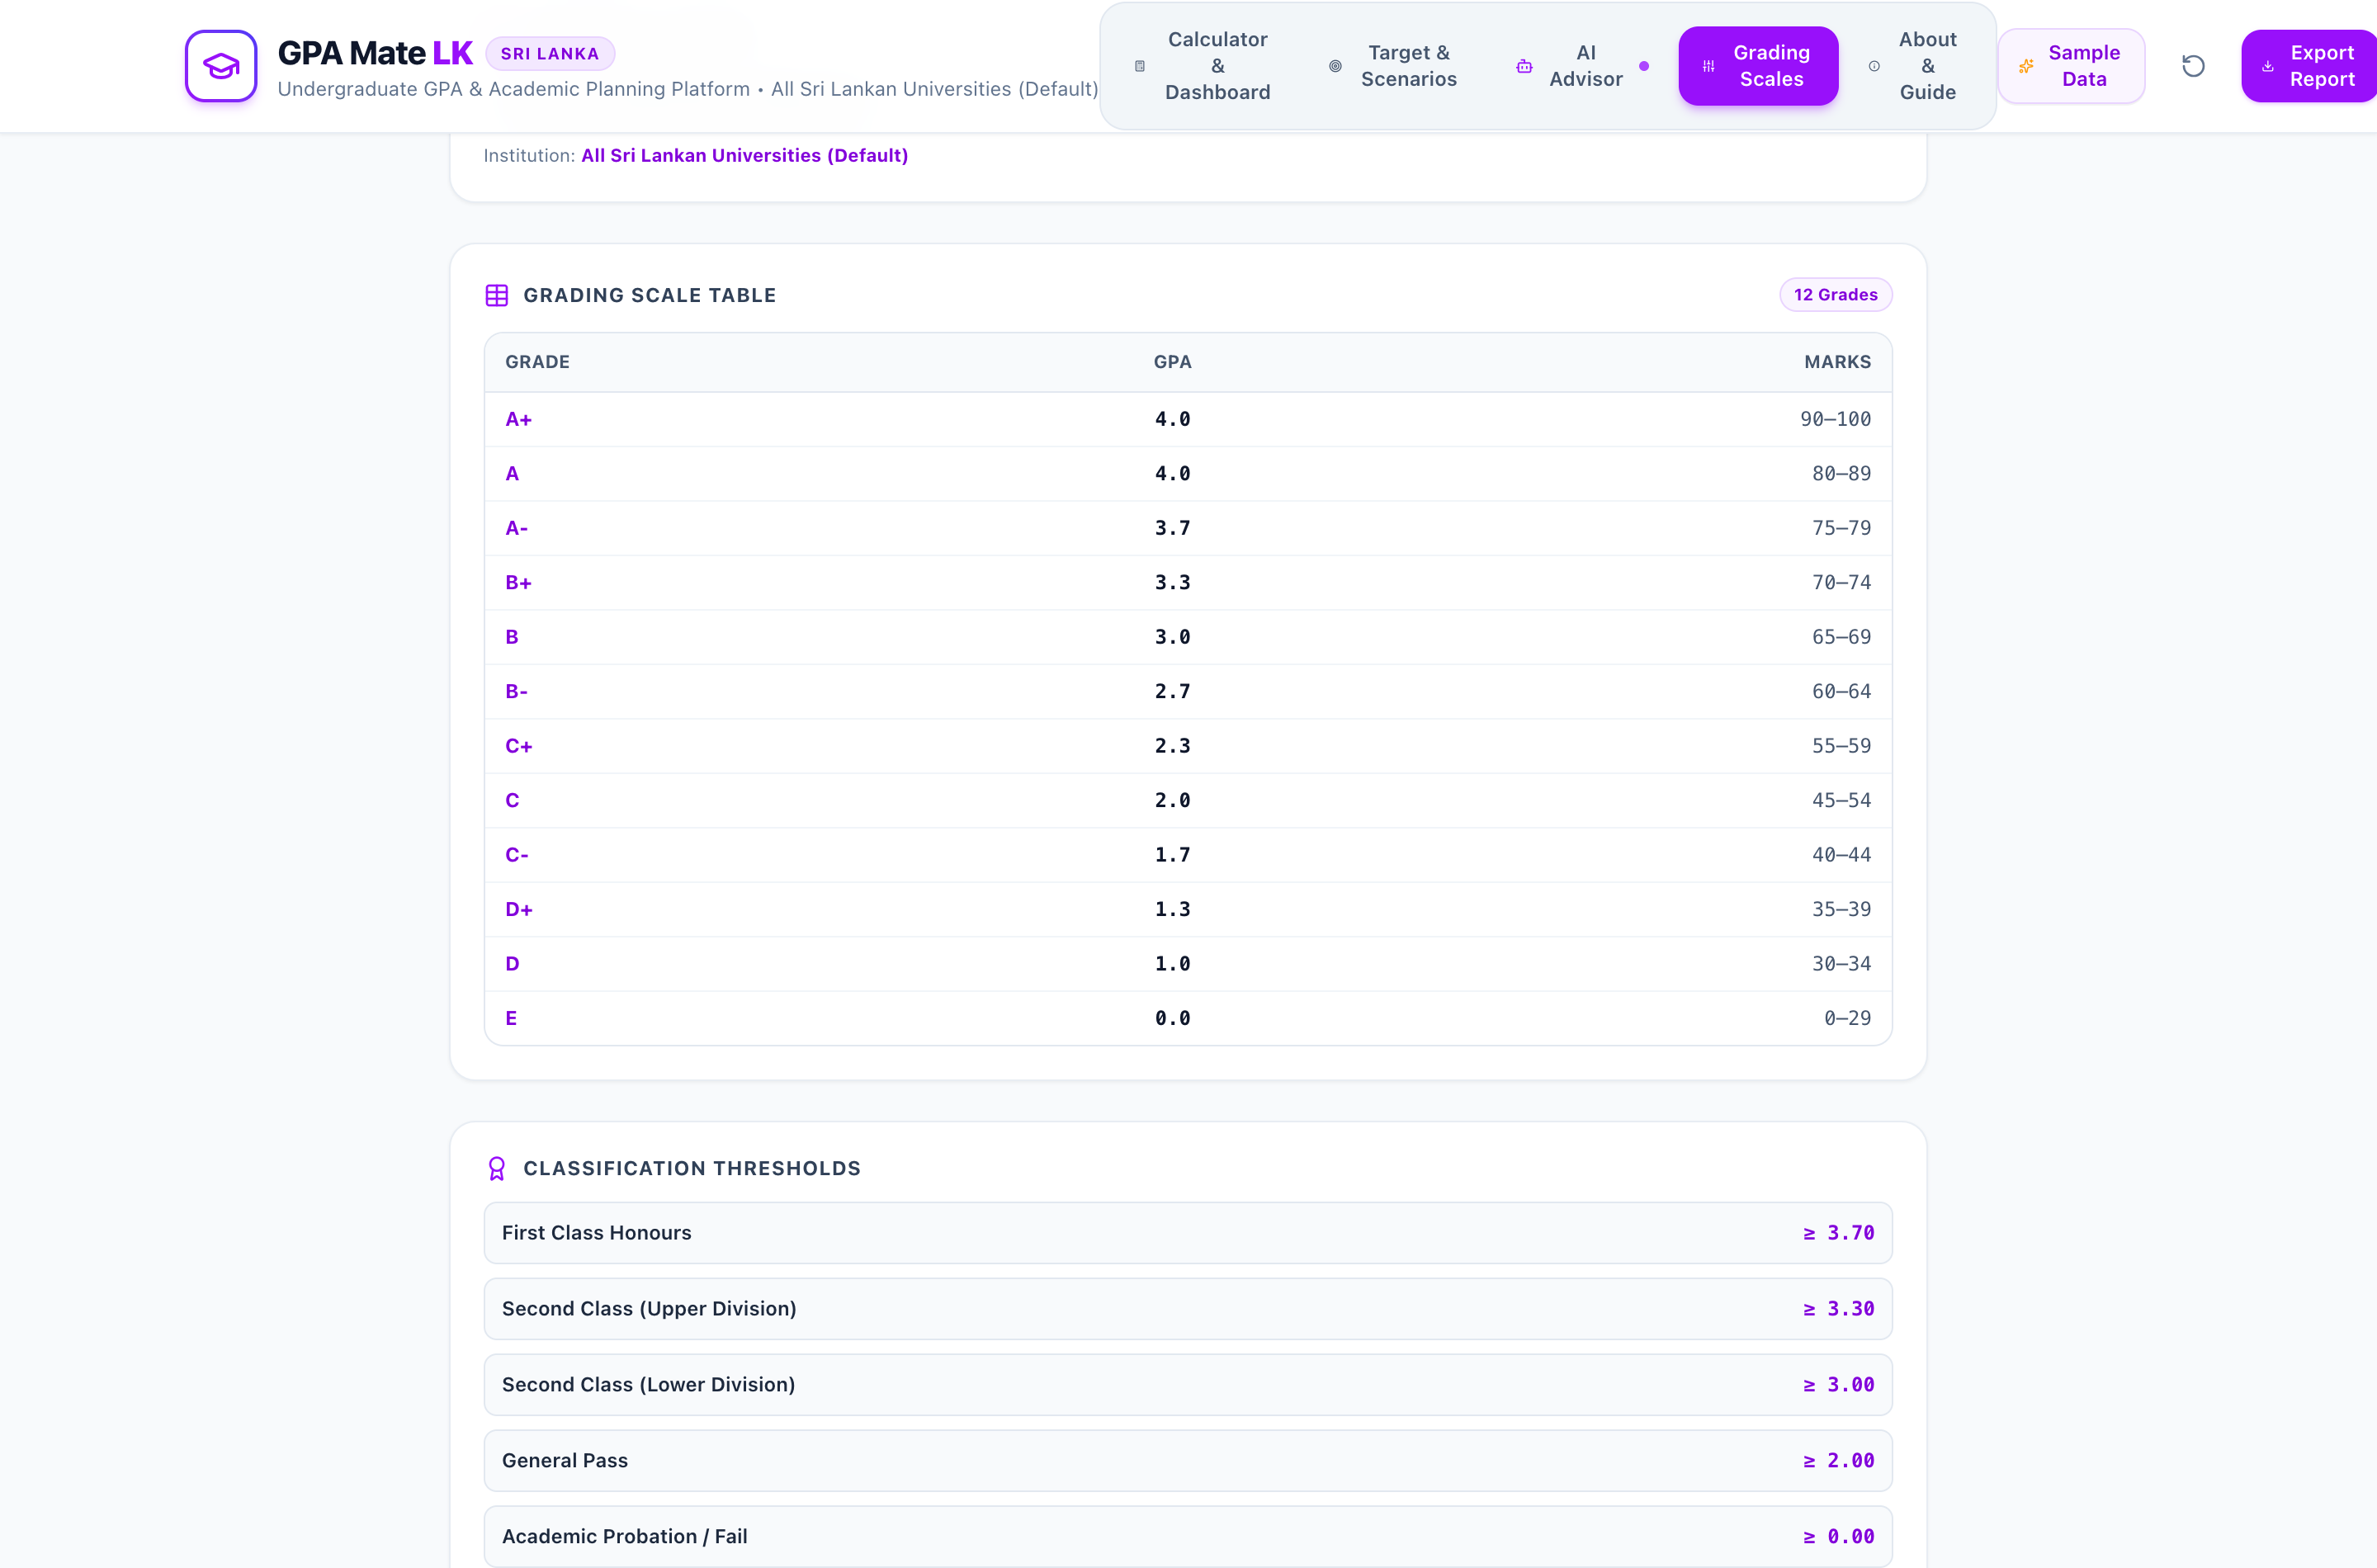 GPA Mate LK
SRI LANKA
Undergraduate GPA & Academic Planning Platform • All Sri Lankan Universities (Default)
Calculator
&
Dashboard
Target &
Scenarios
AI
Advisor
Grading
Scales
About
&
Guide
Sample
Data
Export
Report
Institution: All Sri Lankan Universities (Default)
GRADING SCALE TABLE
12 Grades
GRADE GPA MARKS
A+ 4.0 90–100
A 4.0 80–89
A- 3.7 75–79
B+ 3.3 70–74
B 3.0 65–69
B- 2.7 60–64
C+ 2.3 55–59
C 2.0 45–54
C- 1.7 40–44
D+ 1.3 35–39
D 1.0 30–34
E 0.0 0–29
CLASSIFICATION THRESHOLDS
First Class Honours ≥ 3.70
Second Class (Upper Division) ≥ 3.30
Second Class (Lower Division) ≥ 3.00
General Pass ≥ 2.00
Academic Probation / Fail ≥ 0.00